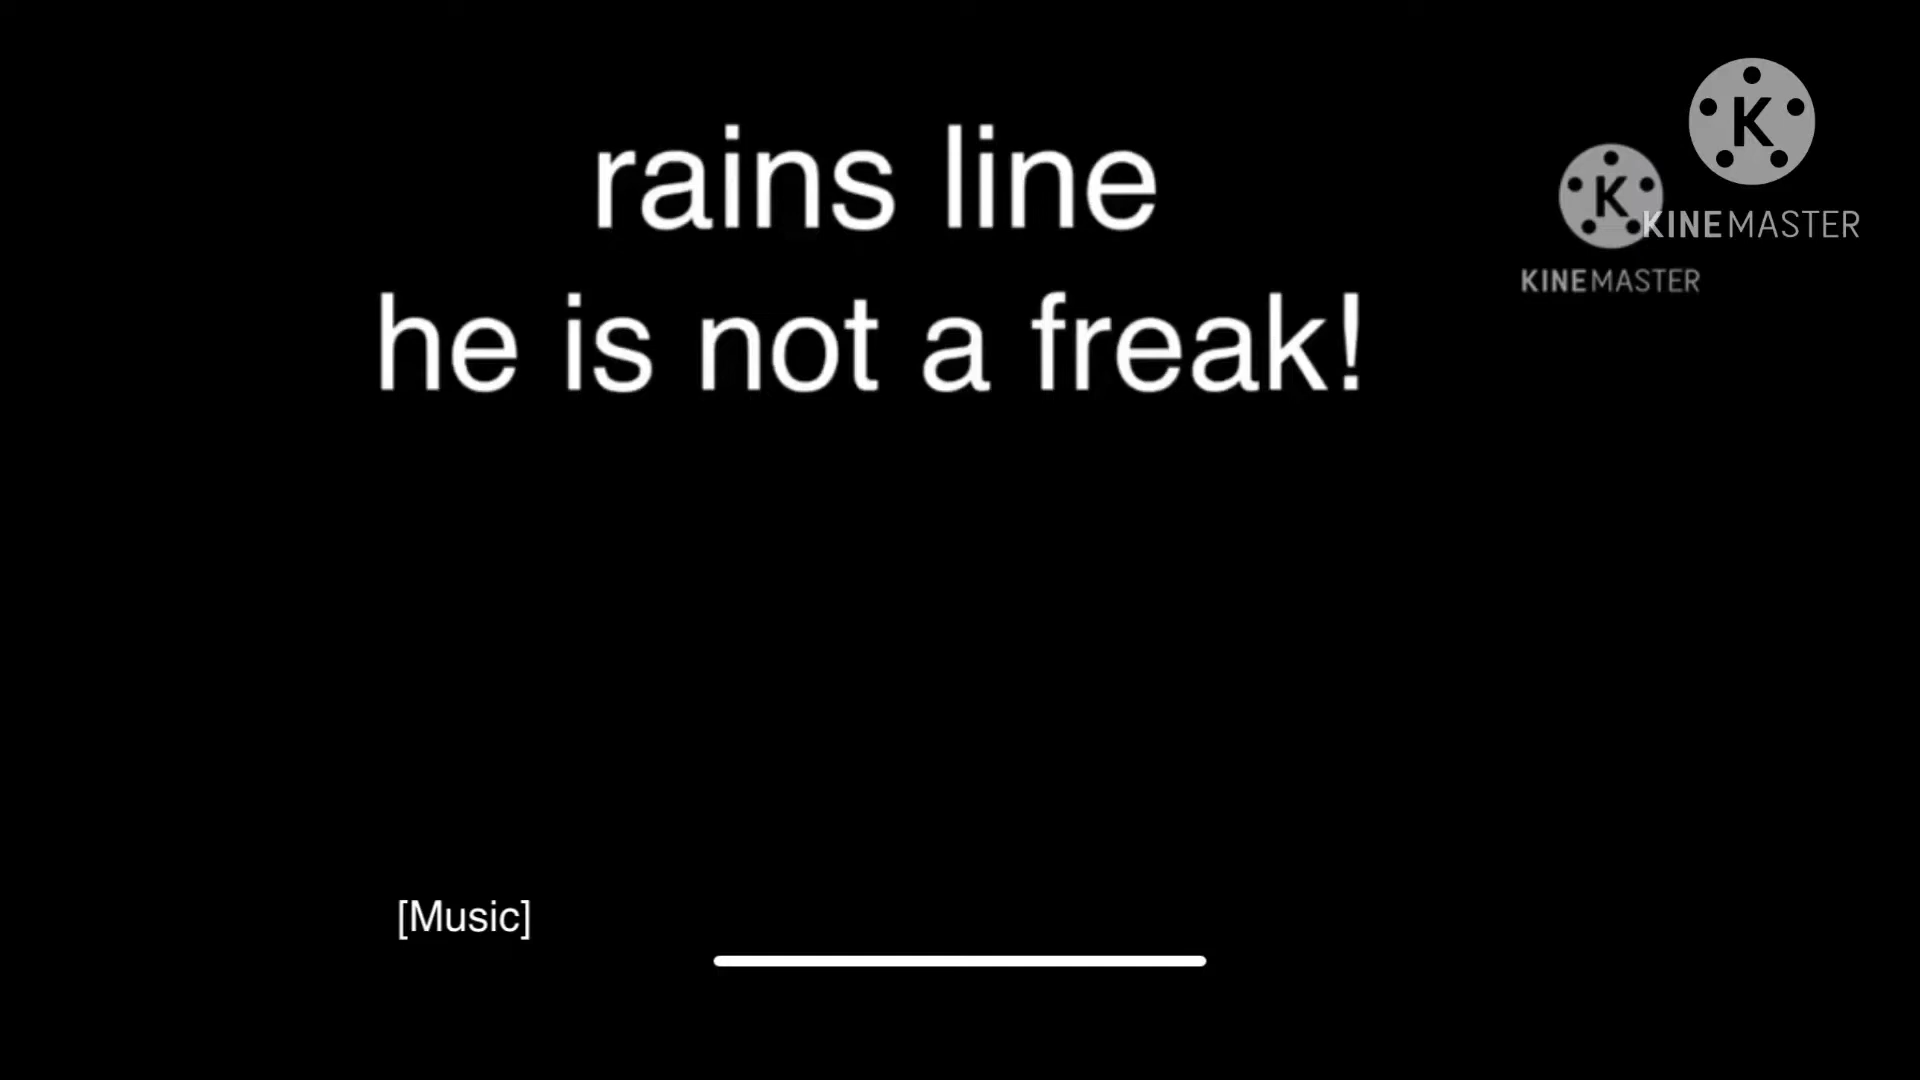 rains line
he is not a freak!
K
KINEMASTER
K
KINEMASTER
[Music]